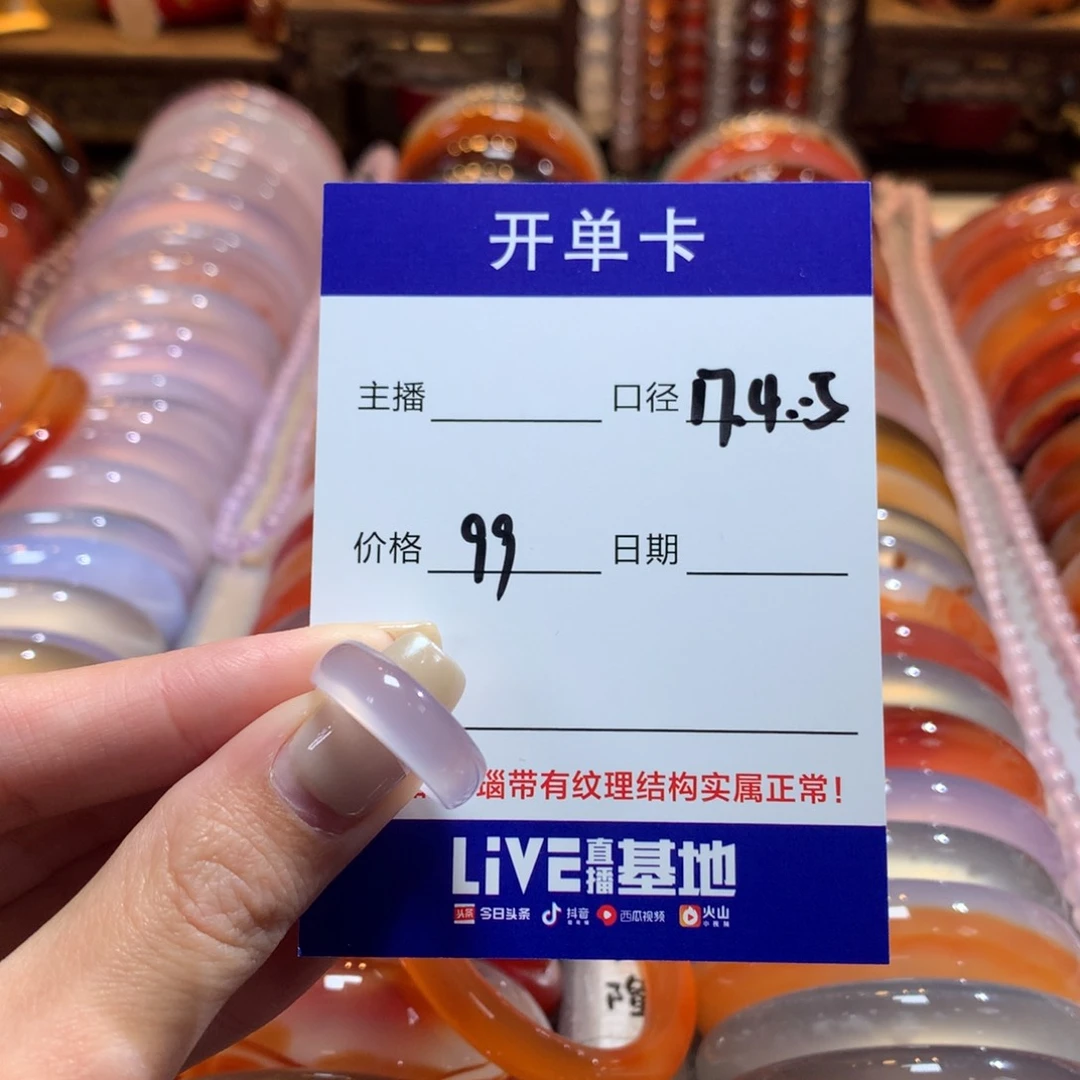 开单卡
主播 口径 17.4.:5
价格 99 日期
瑙带有纹理结构实属正常!
LiVE直播基地
头条 今日头条 抖音 西瓜视频 火山